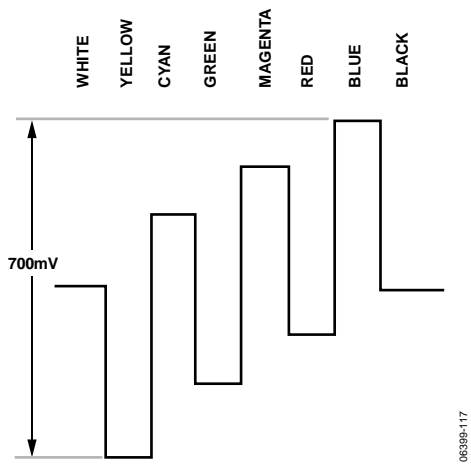 WHITE
YELLOW
CYAN
GREEN
MAGENTA
RED
BLUE
BLACK
700mV
06399-117